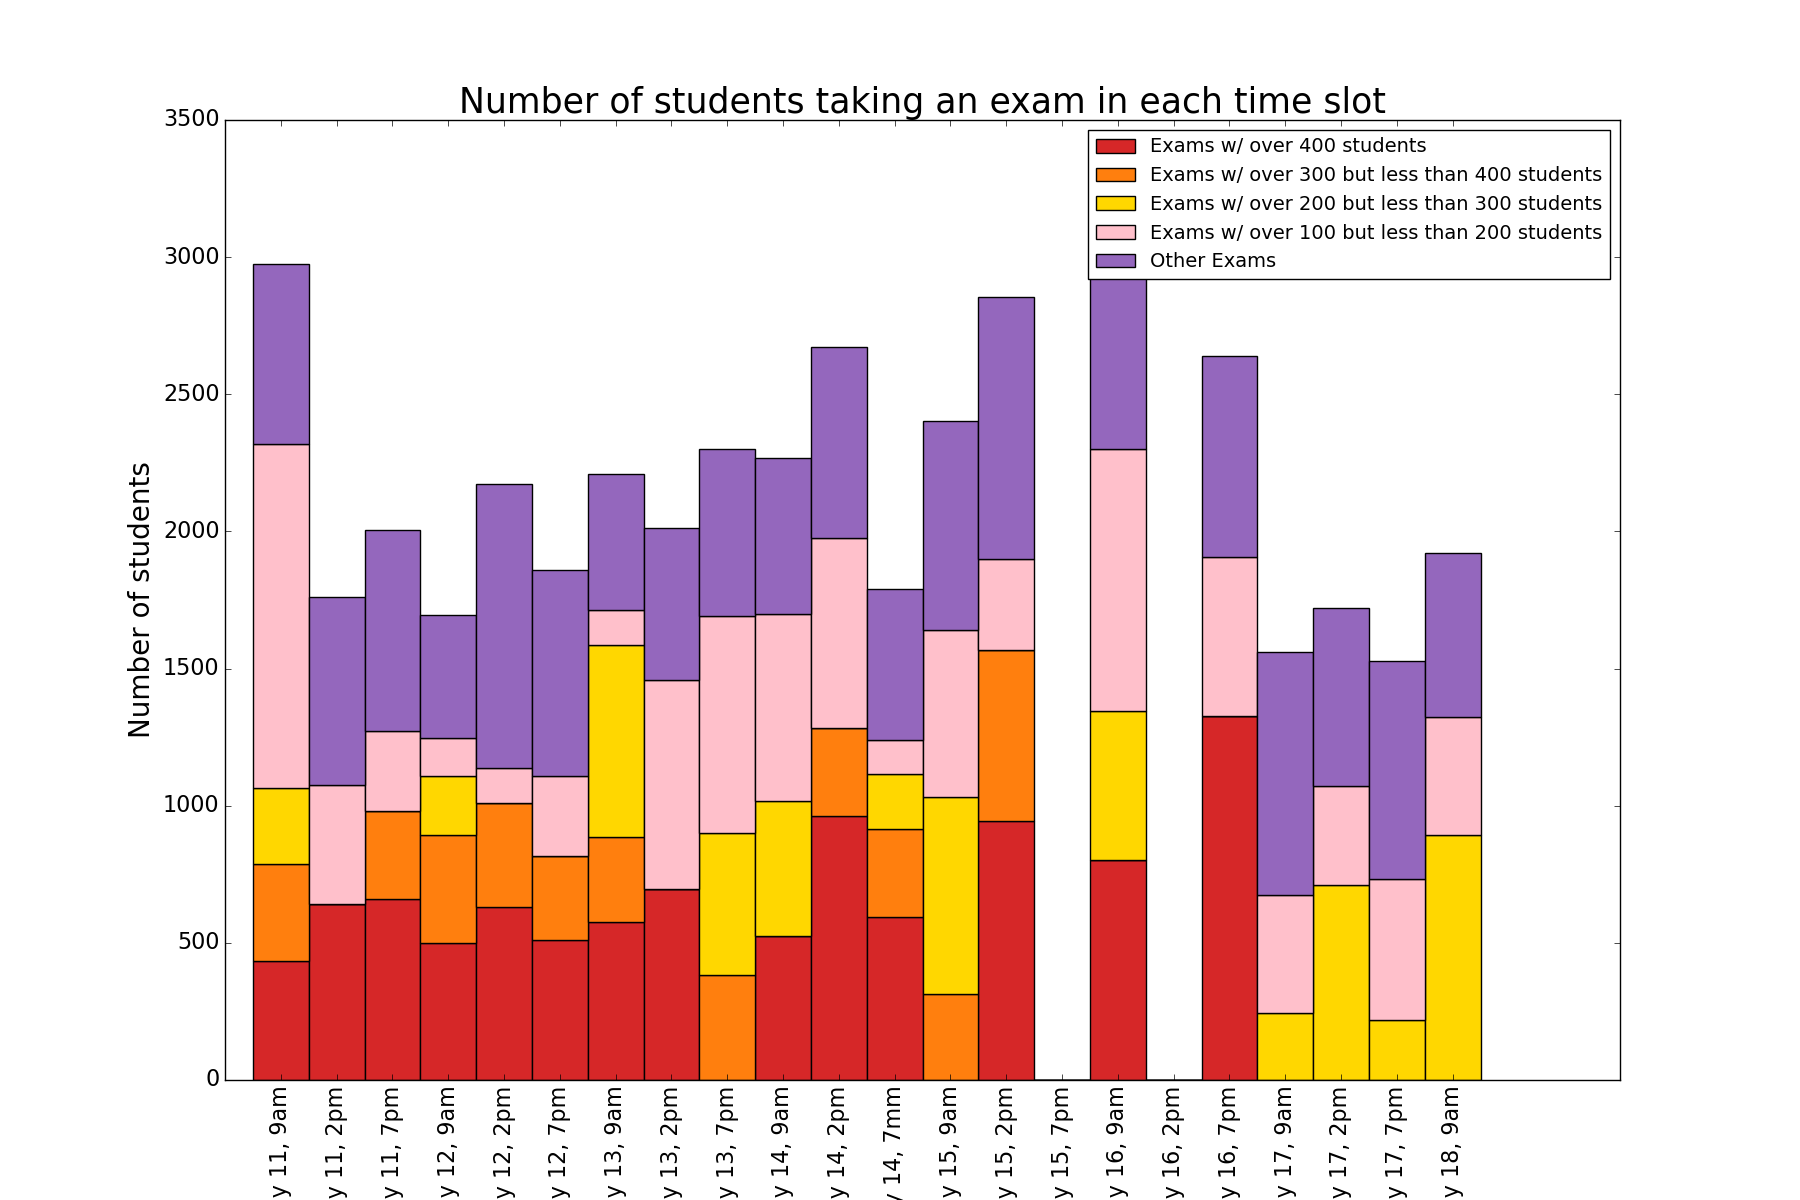 Number of students taking an exam in each time slot
3500
3000
2500
2000
1500
1000
500
0
Number of students
Exams w/ over 400 students
Exams w/ over 300 but less than 400 students
Exams w/ over 200 but less than 300 students
Exams w/ over 100 but less than 200 students
Other Exams
y 11, 9am
y 11, 2pm
y 11, 7pm
y 12, 9am
y 12, 2pm
y 12, 7pm
y 13, 9am
y 13, 2pm
y 13, 7pm
y 14, 9am
y 14, 2pm
y 14, 7mm
y 15, 9am
y 15, 2pm
y 15, 7pm
y 16, 9am
y 16, 2pm
y 16, 7pm
y 17, 9am
y 17, 2pm
y 17, 7pm
y 18, 9am